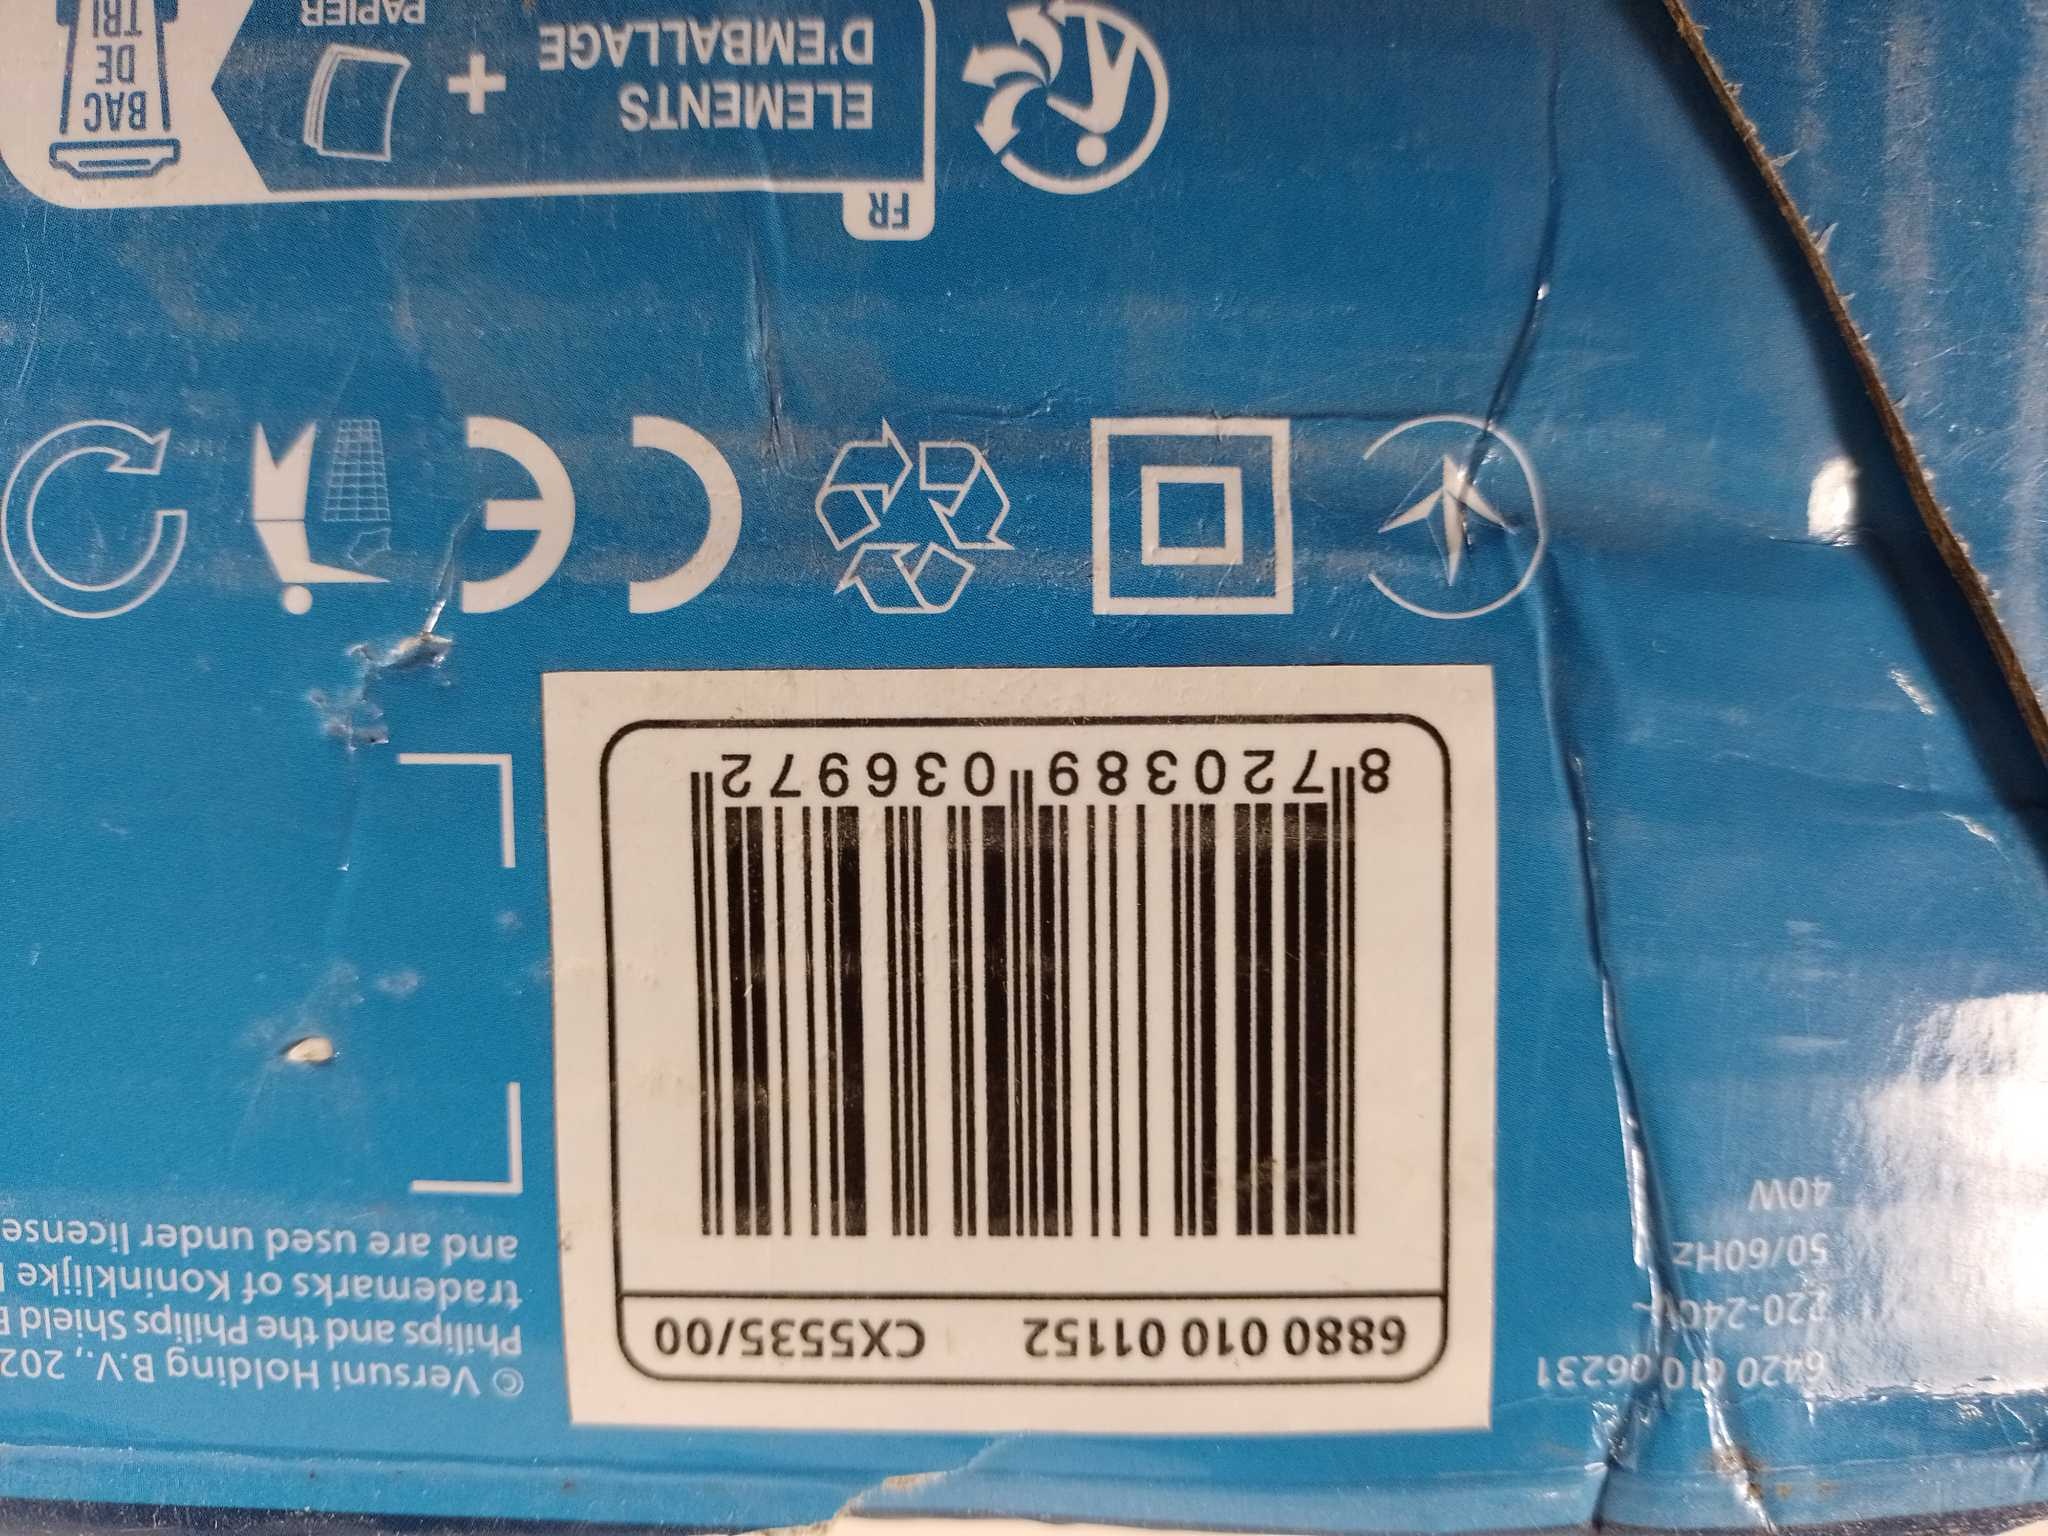 6420 010 06231
220-240V~
50/60Hz
40W
6880 010 01152 CX5535/00
8 720389 036972
© Versuni Holding B.V., 202
Philips and the Philips Shield
trademarks of Koninklijke
and are used under license
CE
FR
ELEMENTS
D'EMBALLAGE
+
PAPIER
BAC
DE
TRI